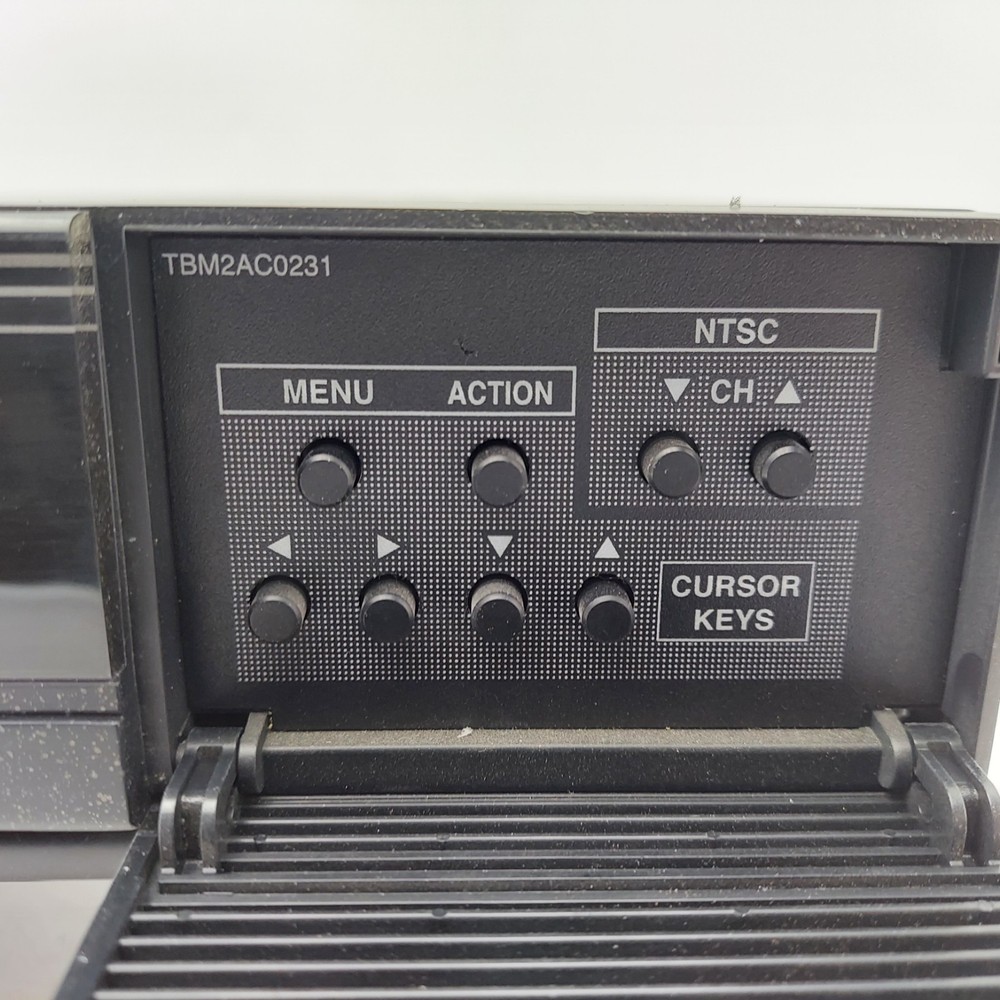 TBM2AC0231
NTSC
▼ CH ▲
MENU ACTION
◀ ▶ ▼ ▲
CURSOR
KEYS